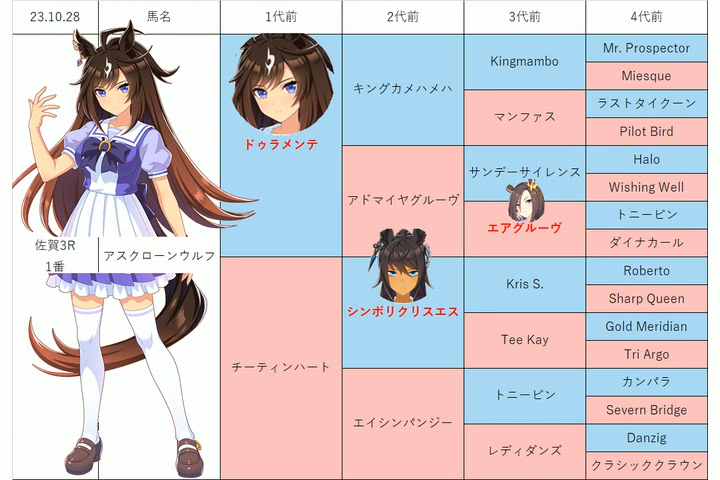 23.10.28 馬名 1代前 2代前 3代前 4代前
佐賀3R
1番
アスクローンウルフ
ドゥラメンテ
チーティンハート
キングカメハメハ
アドマイヤグルーヴ
シンボリクリスエス
エイシンパンジー
Kingmambo
マンファス
サンデーサイレンス
エアグルーヴ
Kris S.
Tee Kay
トニービン
レディダンズ
Mr. Prospector
Miesque
ラストタイクーン
Pilot Bird
Halo
Wishing Well
トニービン
ダイナカール
Roberto
Sharp Queen
Gold Meridian
Tri Argo
カンパラ
Severn Bridge
Danzig
クラシッククラウン